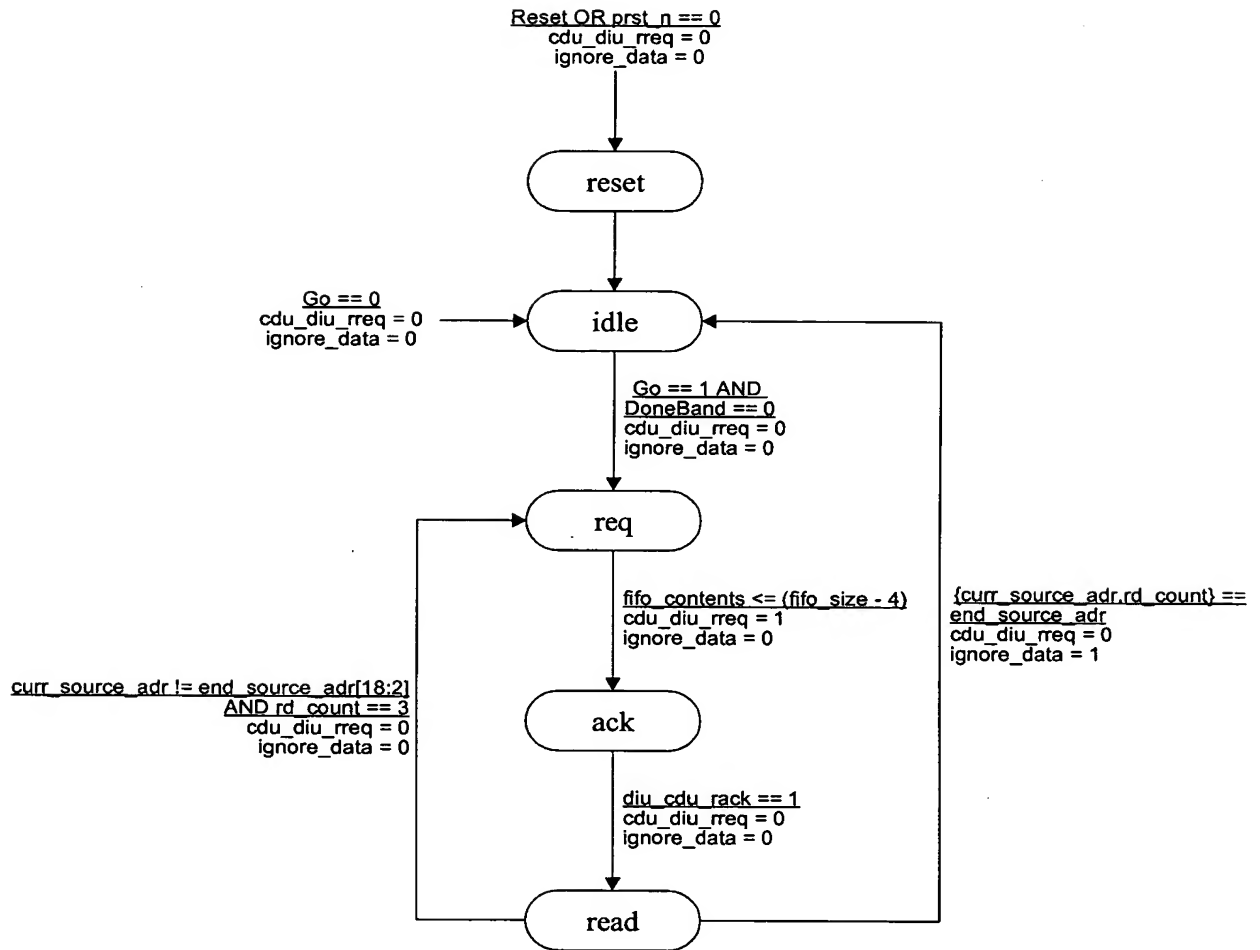 Reset OR prst_n == 0
cdu_diu_rreq = 0
ignore_data = 0
reset
Go == 0
cdu_diu_rreq = 0
ignore_data = 0
idle
Go == 1 AND
DoneBand == 0
cdu_diu_rreq = 0
ignore_data = 0
req
fifo_contents <= (fifo_size - 4)
cdu_diu_rreq = 1
ignore_data = 0
{curr_source_adr,rd_count} ==
end_source_adr
cdu_diu_rreq = 0
ignore_data = 1
curr_source_adr != end_source_adr[18:2]
AND rd_count == 3
cdu_diu_rreq = 0
ignore_data = 0
ack
diu_cdu_rack == 1
cdu_diu_rreq = 0
ignore_data = 0
read